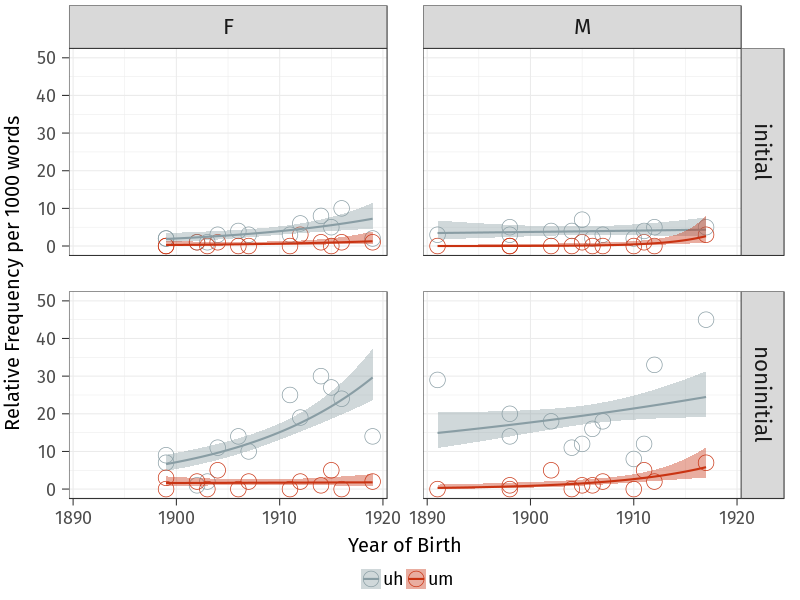 F M
50
40
30
20
10
0
initial
50
40
30
20
10
0
noninitial
1890 1900 1910 1920 1890 1900 1910 1920
Relative Frequency per 1000 words
Year of Birth
uh um